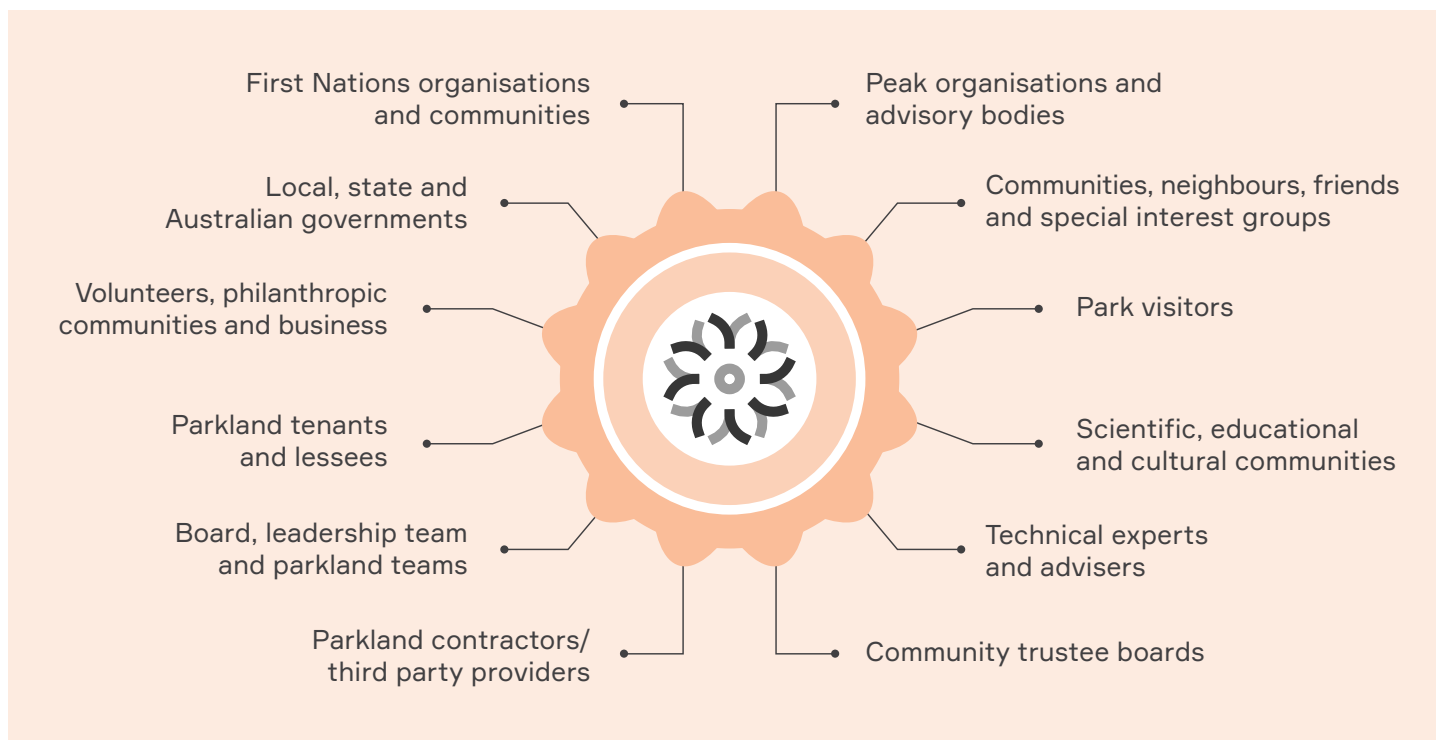 First Nations organisations
and communities
Local, state and
Australian governments
Volunteers, philanthropic
communities and business
Parkland tenants
and lessees
Board, leadership team
and parkland teams
Parkland contractors/
third party providers
Peak organisations and
advisory bodies
Communities, neighbours, friends
and special interest groups
Park visitors
Scientific, educational
and cultural communities
Technical experts
and advisers
Community trustee boards